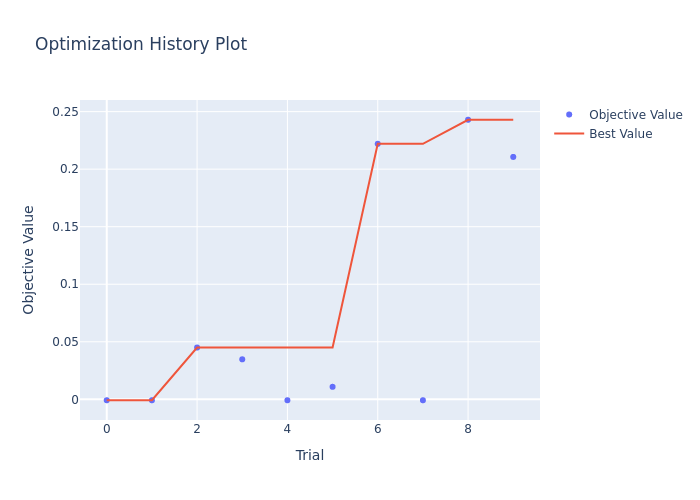 Optimization History Plot
Objective Value
Best Value
Objective Value
0.25
0.2
0.15
0.1
0.05
0
0 2 4 6 8
Trial